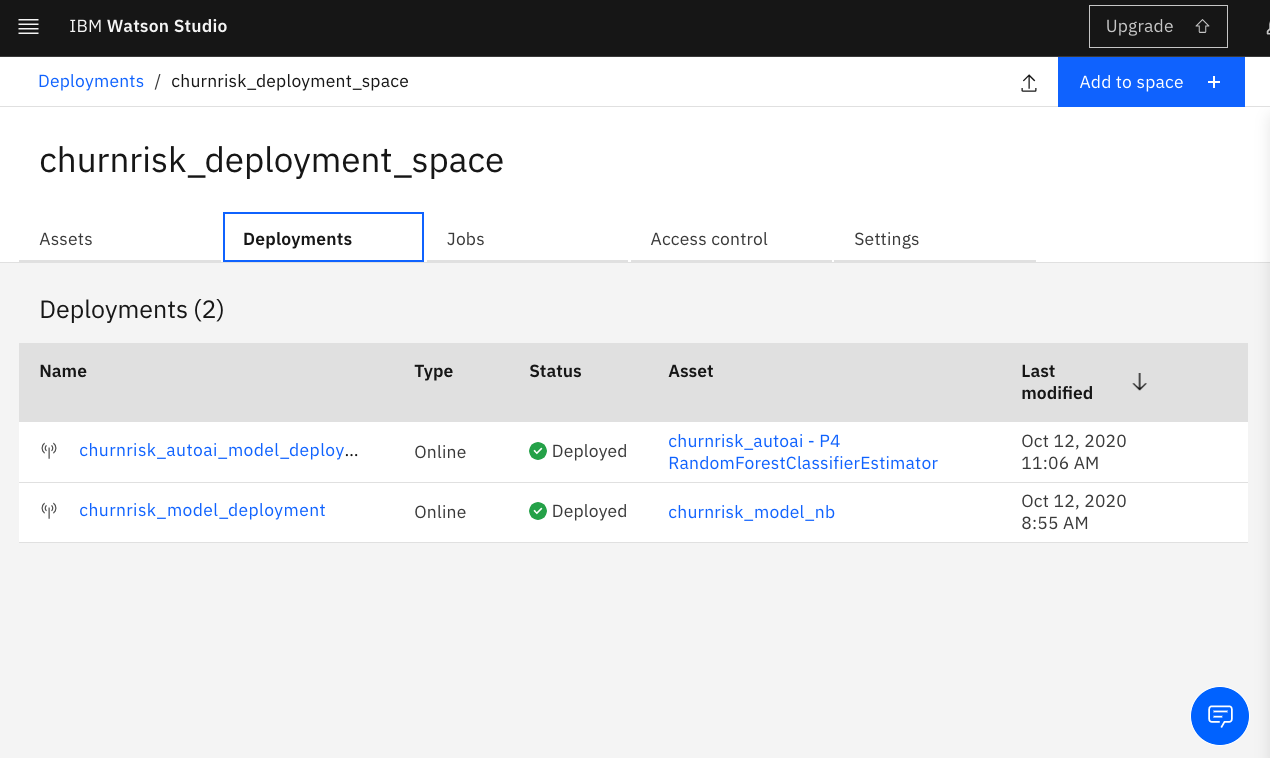 IBM Watson Studio
Upgrade
Deployments / churnrisk_deployment_space
Add to space +
churnrisk_deployment_space
Assets
Deployments
Jobs
Access control
Settings
Deployments (2)
Name
Type
Status
Asset
Last
modified
churnrisk_autoai_model_deploy...
Online
Deployed
churnrisk_autoai - P4
RandomForestClassifierEstimator
Oct 12, 2020
11:06 AM
churnrisk_model_deployment
Online
Deployed
churnrisk_model_nb
Oct 12, 2020
8:55 AM